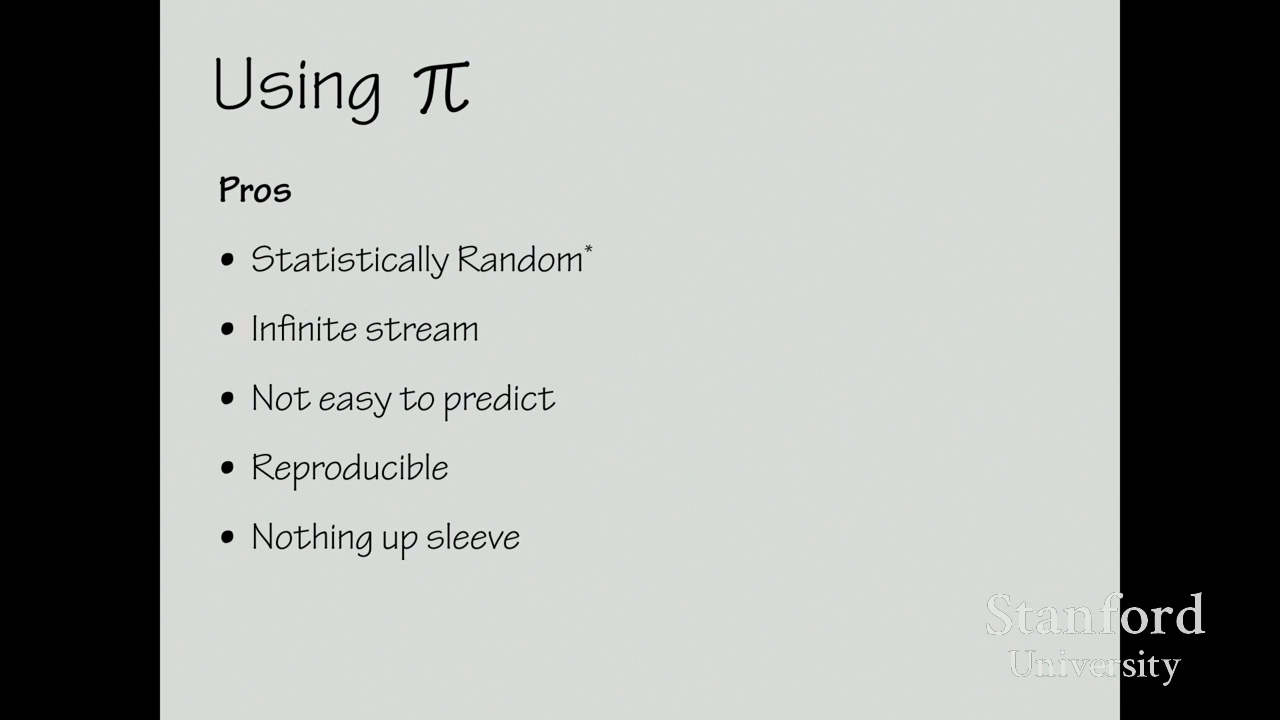 Using π
Pros
• Statistically Random*
• Infinite stream
• Not easy to predict
• Reproducible
• Nothing up sleeve
Stanford
University